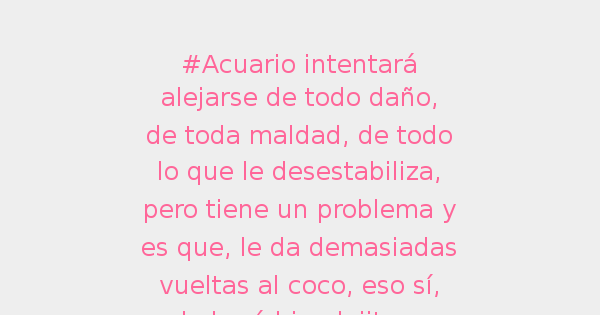 #Acuario intentará
alejarse de todo daño,
de toda maldad, de todo
lo que le desestabiliza,
pero tiene un problema y
es que, le da demasiadas
vueltas al coco, eso sí,